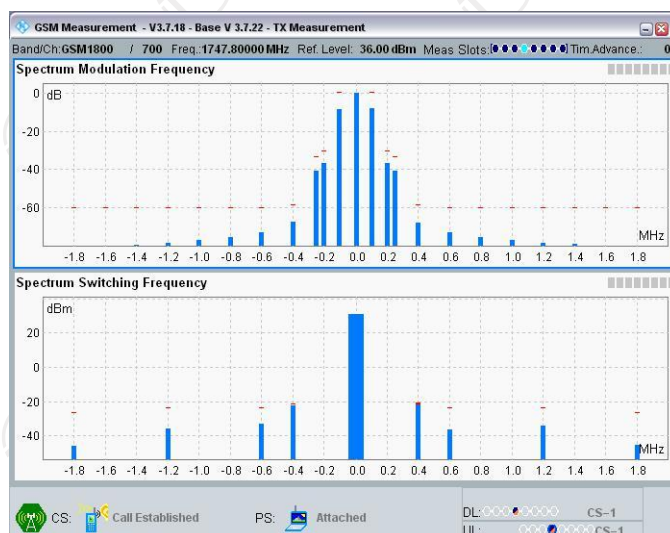 GSM Measurement - V3.7.18 - Base V 3.7.22 - TX Measurement
Band/Ch:GSM1800 / 700 Freq.:1747.80000 MHz Ref. Level: 36.00 dBm Meas Slots: Tim.Advance.: 0
Spectrum Modulation Frequency
dB
0
-20
-40
-60
MHz
-1.8 -1.6 -1.4 -1.2 -1.0 -0.8 -0.6 -0.4 -0.2 0.0 0.2 0.4 0.6 0.8 1.0 1.2 1.4 1.6 1.8
Spectrum Switching Frequency
dBm
20
0
-20
-40
MHz
-1.8 -1.6 -1.4 -1.2 -1.0 -0.8 -0.6 -0.4 -0.2 0.0 0.2 0.4 0.6 0.8 1.0 1.2 1.4 1.6 1.8
CS: Call Established PS: Attached
DL: CS-1
UL: CS-1